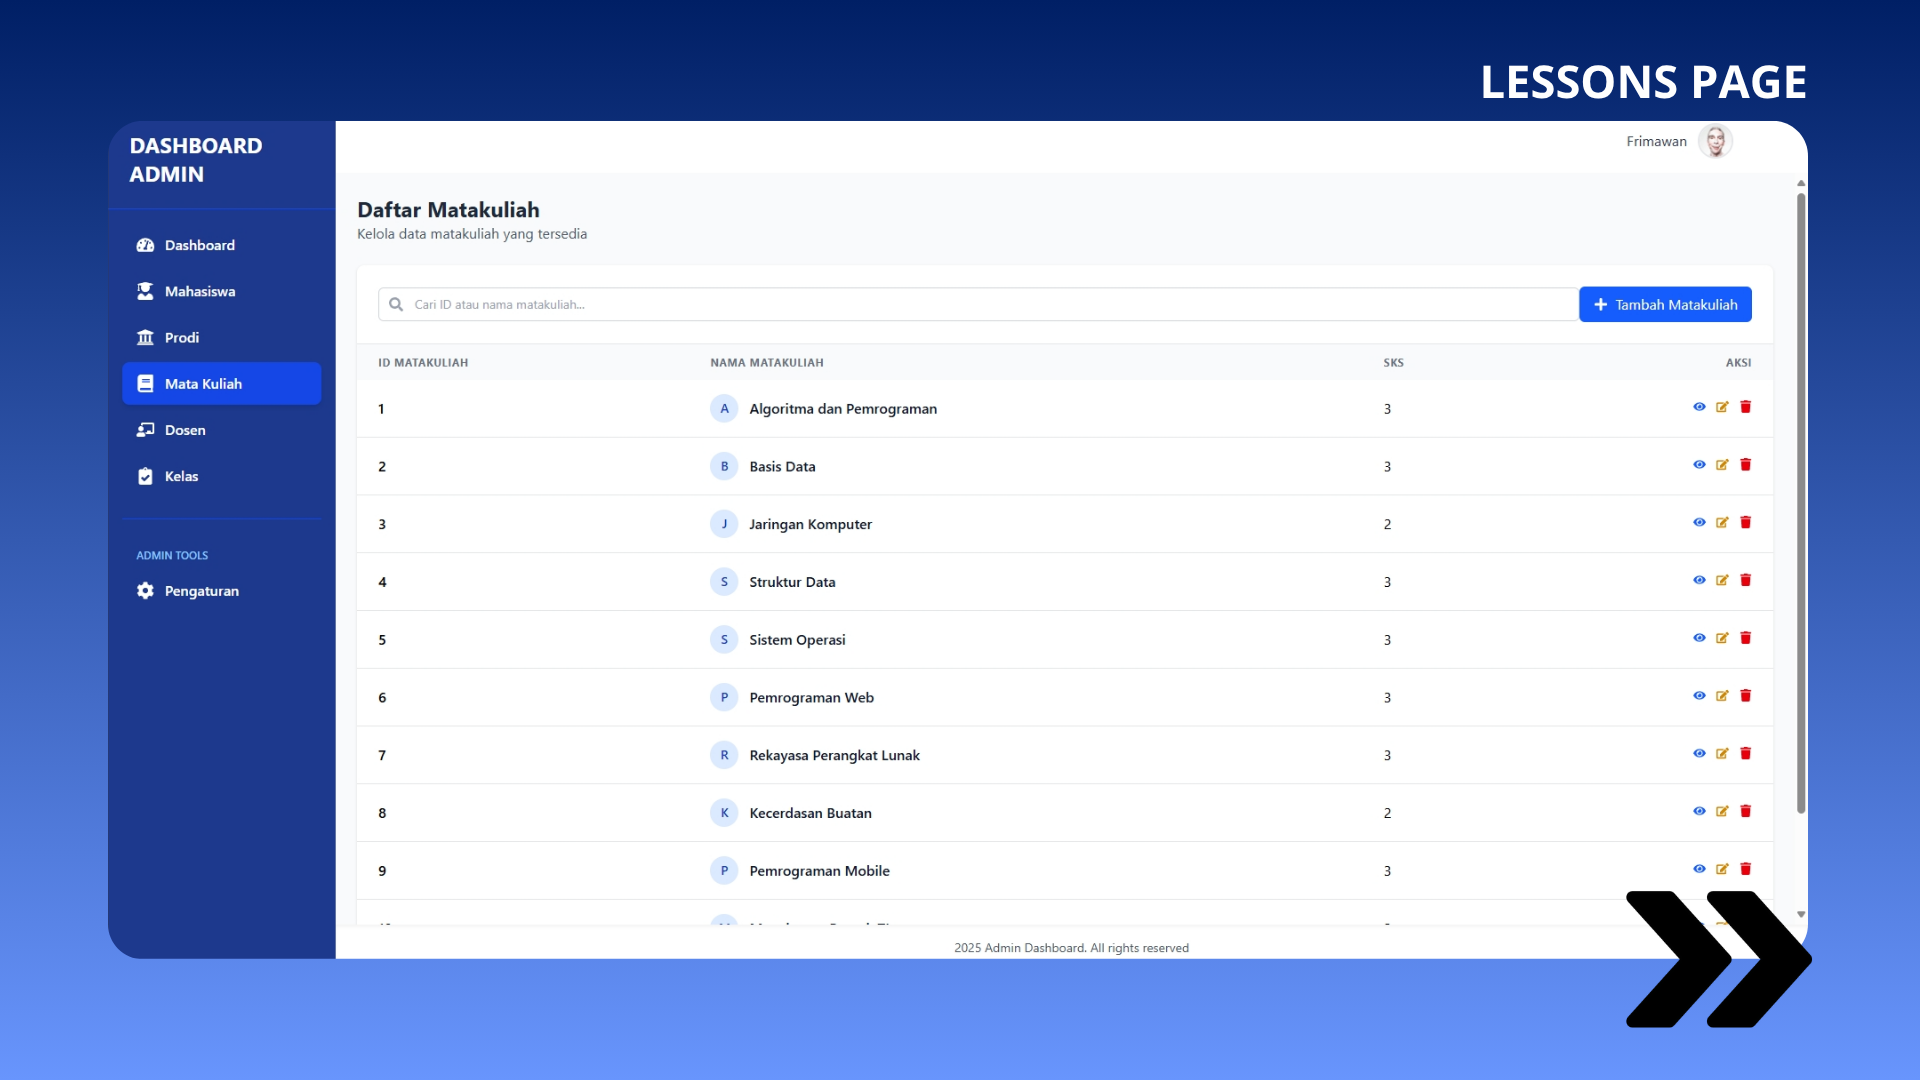 LESSONS PAGE
DASHBOARD
ADMIN
Frimawan
Dashboard
Mahasiswa
Prodi
Mata Kuliah
Dosen
Kelas
ADMIN TOOLS
Pengaturan
Daftar Matakuliah
Kelola data matakuliah yang tersedia
Cari ID atau nama matakuliah...
Tambah Matakuliah
ID MATAKULIAH NAMA MATAKULIAH SKS AKSI
1 A Algoritma dan Pemrograman 3
2 B Basis Data 3
3 J Jaringan Komputer 2
4 S Struktur Data 3
5 S Sistem Operasi 3
6 P Pemrograman Web 3
7 R Rekayasa Perangkat Lunak 3
8 K Kecerdasan Buatan 2
9 P Pemrograman Mobile 3
2025 Admin Dashboard. All rights reserved